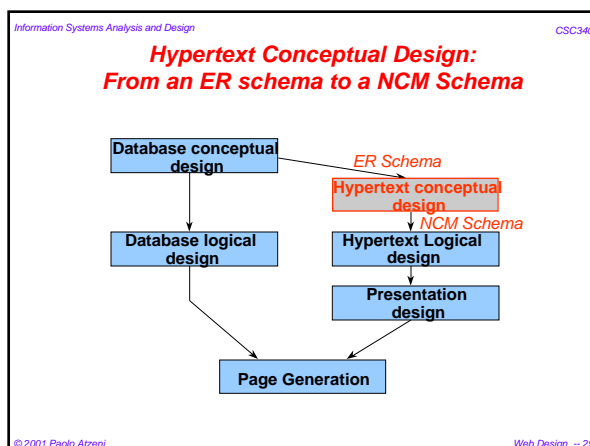 Information Systems Analysis and Design
CSC340
Hypertext Conceptual Design:
From an ER schema to a NCM Schema
Database conceptual
design
ER Schema
Hypertext conceptual
design
NCM Schema
Database logical
design
Hypertext Logical
design
Presentation
design
Page Generation
© 2001 Paolo Atzeni
Web Design -- 29